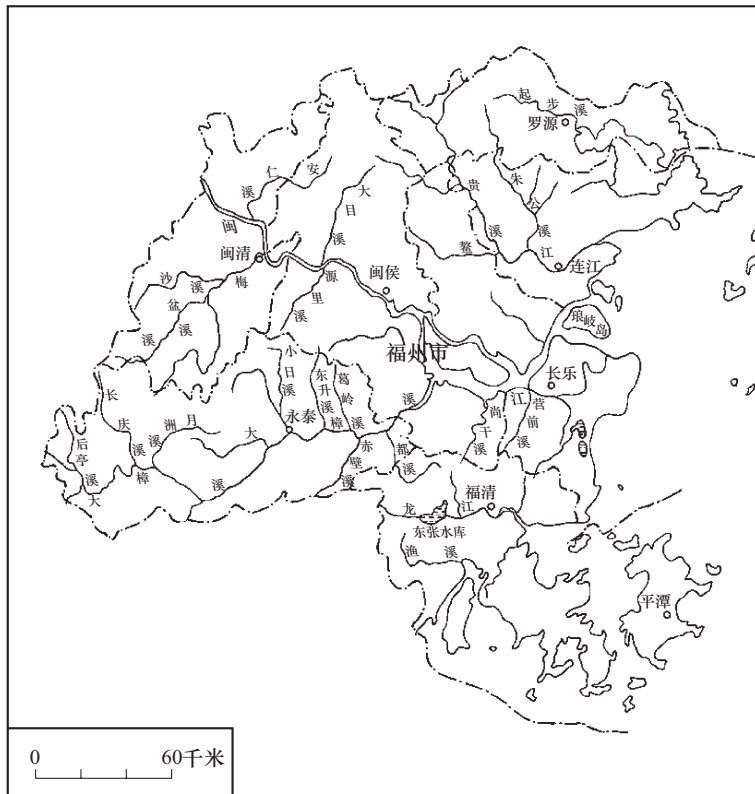 起步溪
罗源
安仁溪
大目溪
贵溪
朱公溪
闽
鳌江
闽清
连江
沙溪
梅溪
源里溪
闽侯
盆溪
琅岐岛
福州市
小日溪
东升溪
葛岭溪
长乐
长庆溪
洲月溪
大樟溪
尚干溪
江
营前溪
永泰
后亭溪
赤壁溪
都溪
大樟溪
福清
龙江
东张水库
渔溪
平潭
0 60千米